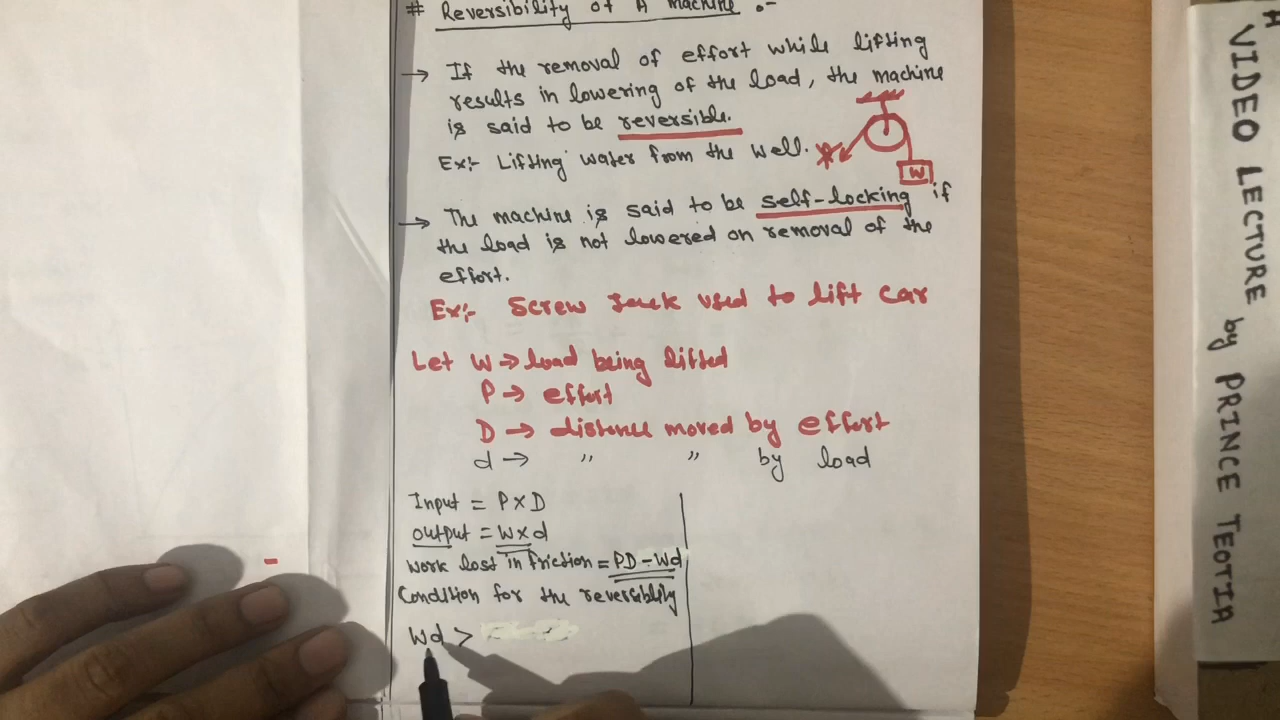 # Reversibility of A Machine :-
→ If the removal of effort while lifting
results in lowering of the load, the machine
is said to be reversible.
Ex:- Lifting water from the well.
W
→ The machine is said to be self-locking if
the load is not lowered on removal of the
effort.
Ex:- Screw Jack used to lift car
Let W → load being lifted
P → effort
D → distance moved by effort
d → " " by load
Input = P×D
output = W×d
Work lost in friction = PD-Wd
Condition for the reversiblity
Wd >
VIDEO LECTURE by PRINCE TEOTIA